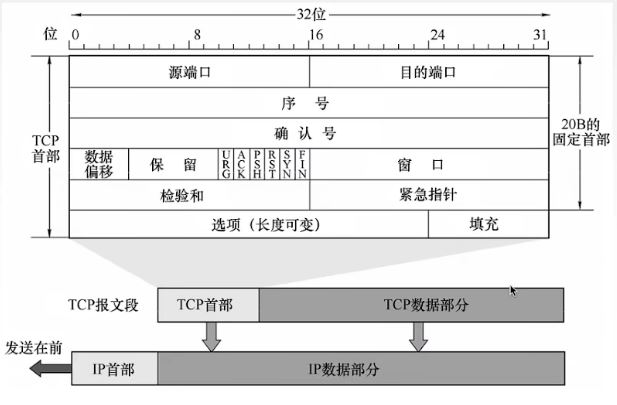 32位
位 0 8 16 24 31
源端口 目的端口
序 号
确 认 号
TCP
首部
20B的
固定首部
数据
偏移
保 留
URG
ACK
PSH
RST
SYN
FIN
窗 口
检验和 紧急指针
选项（长度可变） 填充
TCP报文段 TCP首部 TCP数据部分
发送在前
IP首部 IP数据部分